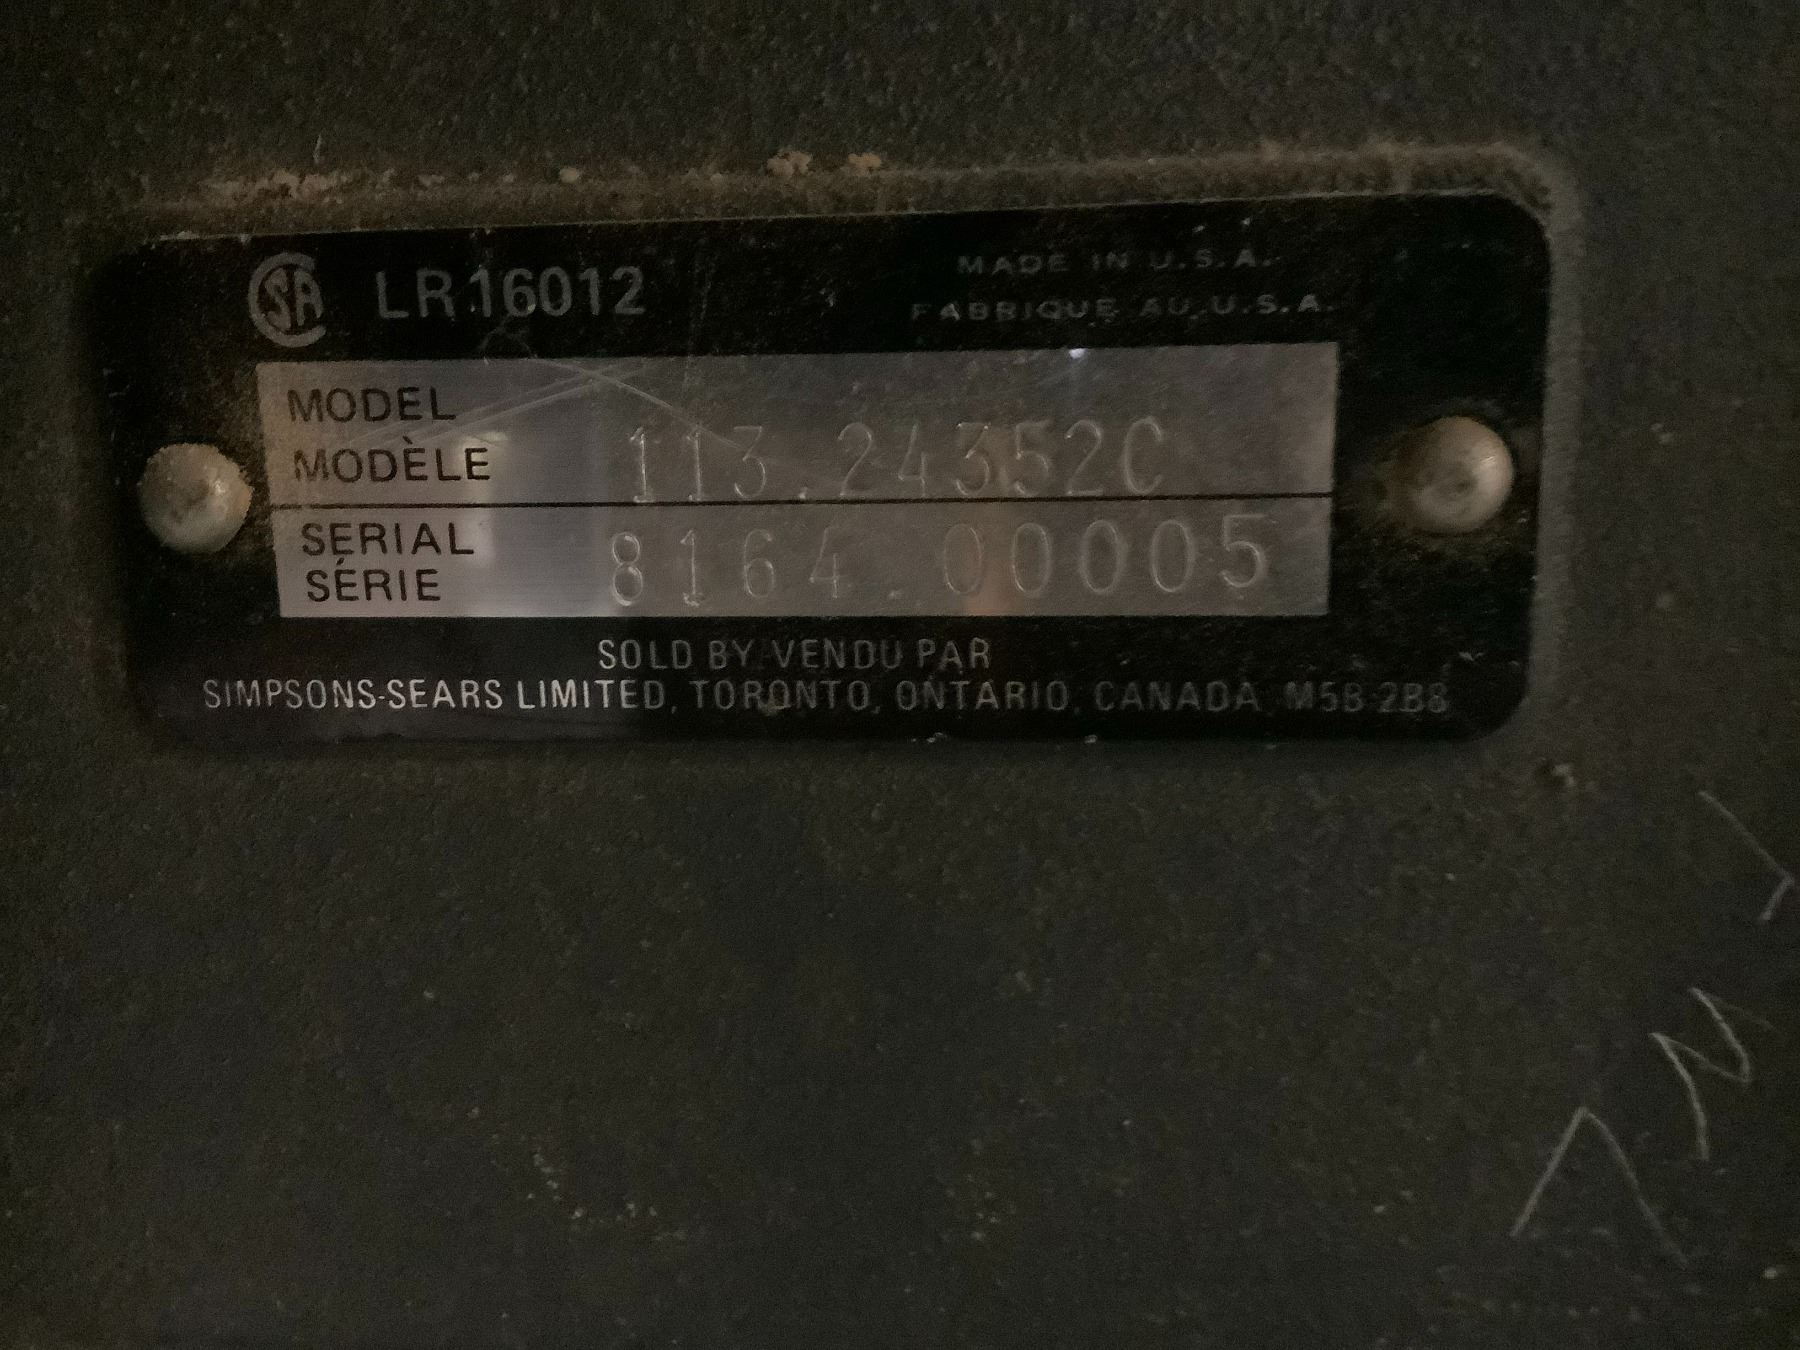 CSA LR16012
MADE IN U.S.A.
FABRIQUÉ AU U.S.A.
MODEL
MODÈLE 113.24352C
SERIAL
SÉRIE 8164.00005
SOLD BY VENDU PAR
SIMPSONS-SEARS LIMITED, TORONTO, ONTARIO, CANADA M5B 2B8